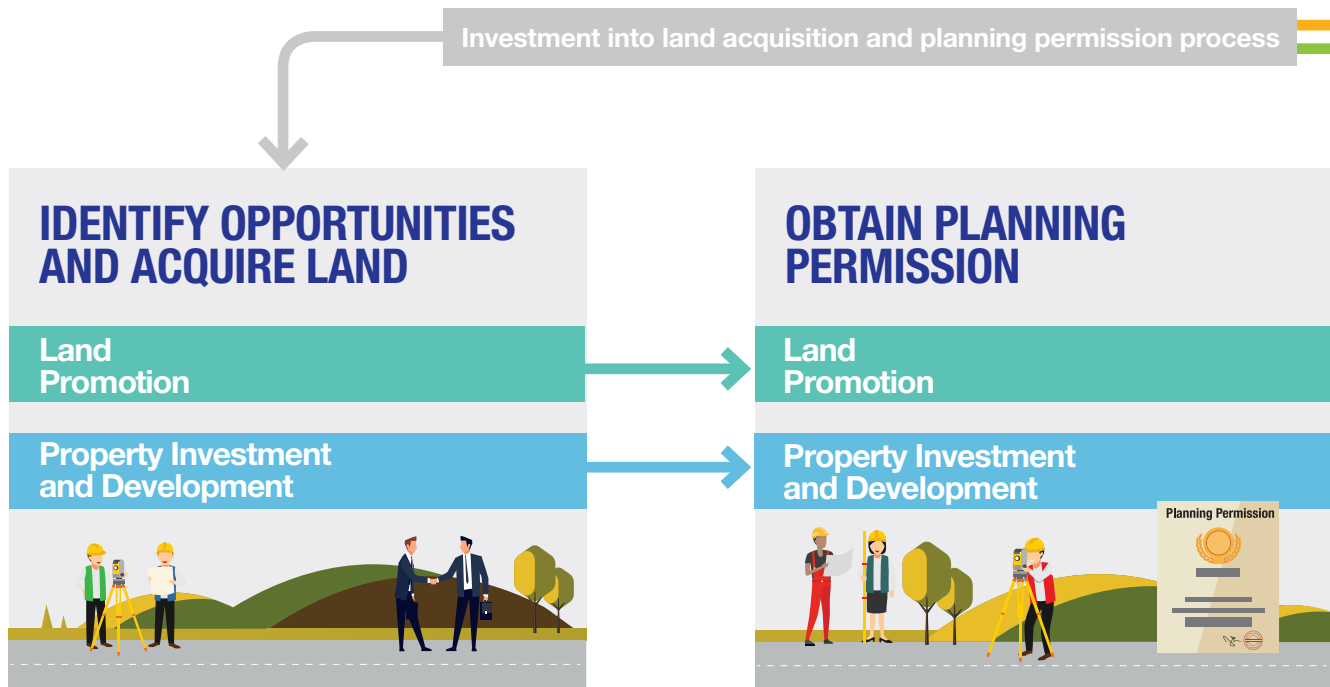 Investment into land acquisition and planning permission process
IDENTIFY OPPORTUNITIES
AND ACQUIRE LAND
Land
Promotion
Property Investment
and Development
OBTAIN PLANNING
PERMISSION
Land
Promotion
Property Investment
and Development
Planning Permission